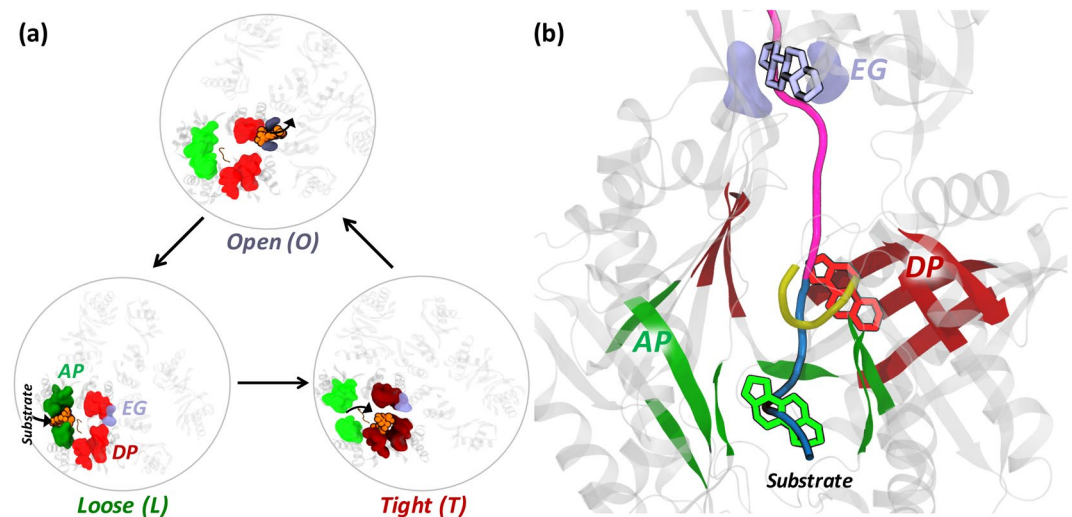 (a)
Open (O)
AP
Substrate
EG
DP
Loose (L)
Tight (T)
(b)
EG
DP
AP
Substrate